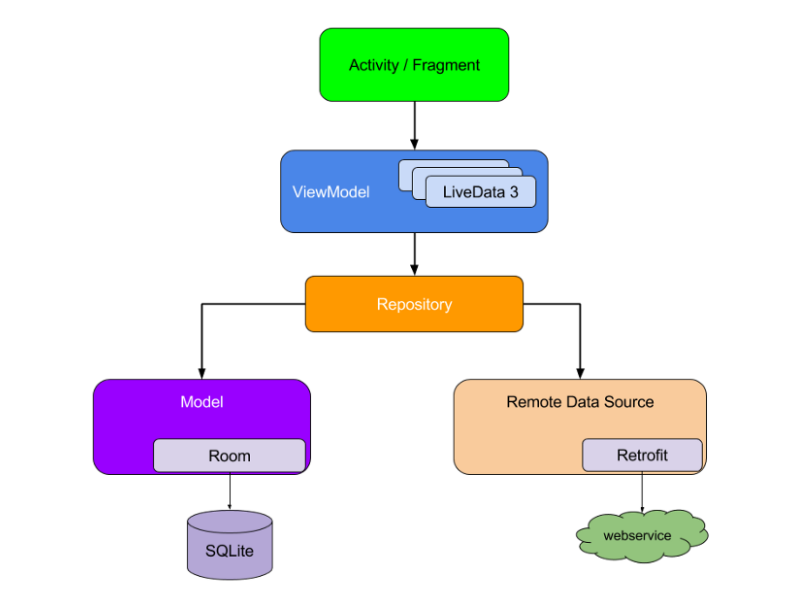 Activity / Fragment
ViewModel
LiveData 3
Repository
Model
Room
SQLite
Remote Data Source
Retrofit
webservice